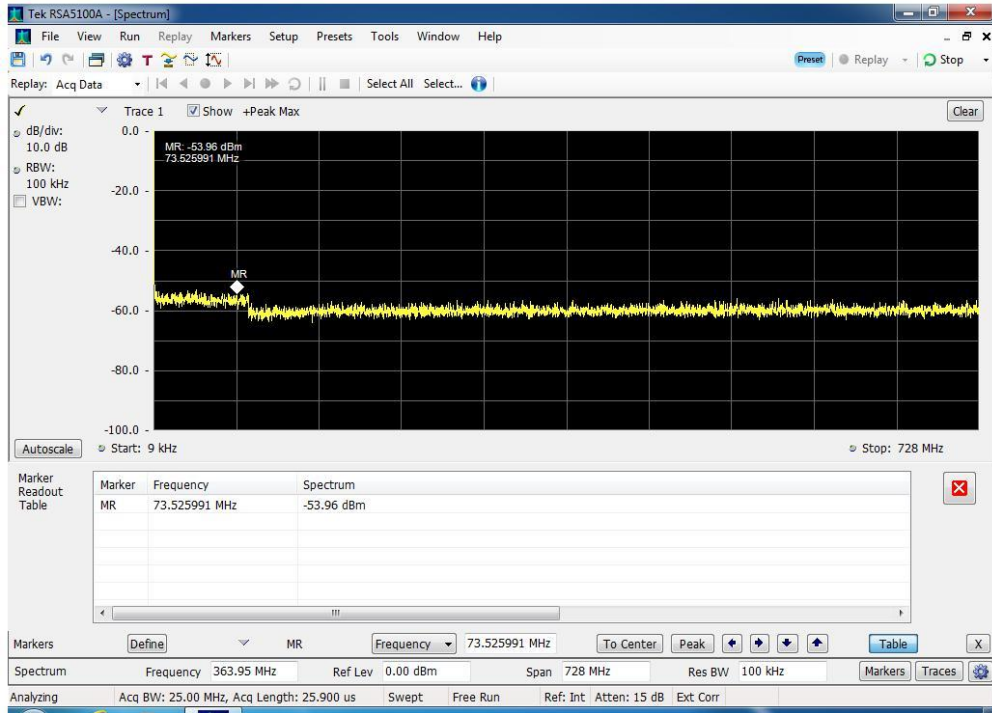 Tek RSA5100A - [Spectrum]
File View Run Replay Markers Setup Presets Tools Window Help
Preset Replay Stop
Replay: Acq Data Select All Select...
Trace 1 Show +Peak Max Clear
dB/div:
10.0 dB
RBW:
100 kHz
VBW:
0.0
MR: -53.96 dBm
73.525991 MHz
-20.0
-40.0
MR
-60.0
-80.0
-100.0
Autoscale Start: 9 kHz Stop: 728 MHz
Marker
Readout
Table
Marker Frequency Spectrum
MR 73.525991 MHz -53.96 dBm
Markers Define MR Frequency 73.525991 MHz To Center Peak Table X
Spectrum Frequency 363.95 MHz Ref Lev 0.00 dBm Span 728 MHz Res BW 100 kHz Markers Traces
Analyzing Acq BW: 25.00 MHz, Acq Length: 25.900 us Swept Free Run Ref: Int Atten: 15 dB Ext Corr